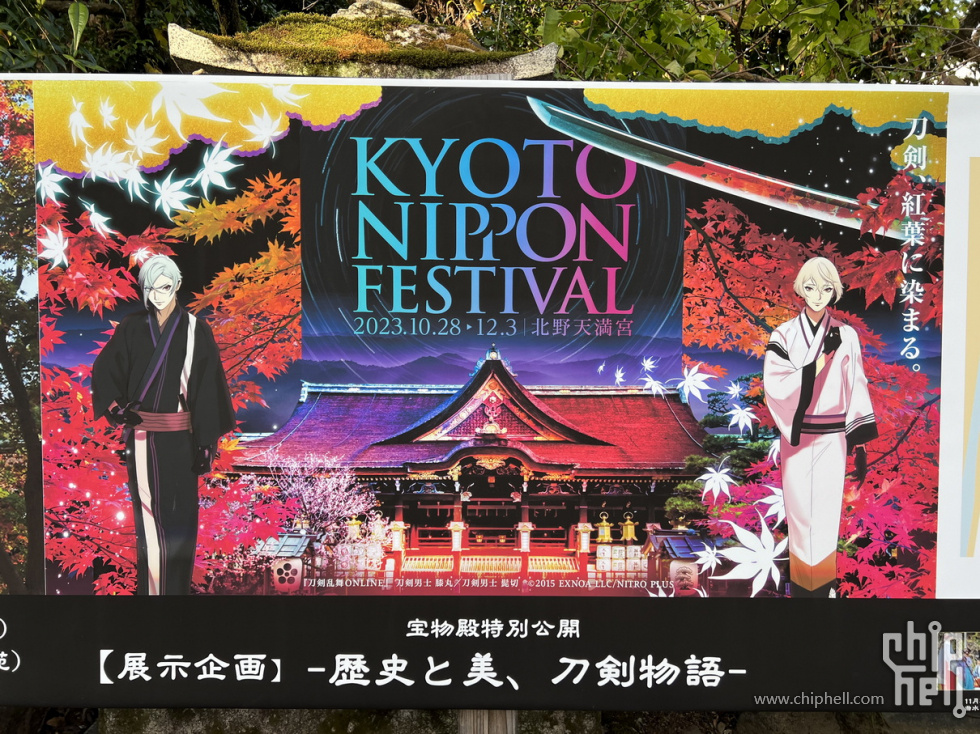 KYOTO
NIPPON
FESTIVAL
2023.10.28▸12.3｜北野天満宮
刀剣、紅葉に染まる。
『刀剣乱舞ONLINE』 刀剣男士 膝丸／刀剣男士 髭切 ©2015 EXNOA LLC/NITRO PLUS
宝物殿特別公開
【展示企画】-歴史と美、刀剣物語-
chip
hell
www.chiphell.com
11月